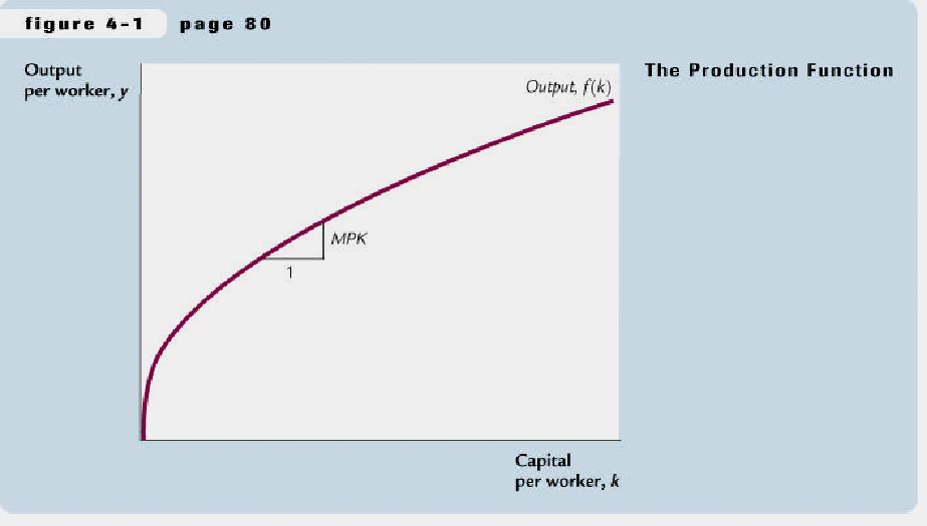 figure 4-1 page 80
The Production Function
Output
per worker, y
Output, f(k)
MPK
1
Capital
per worker, k